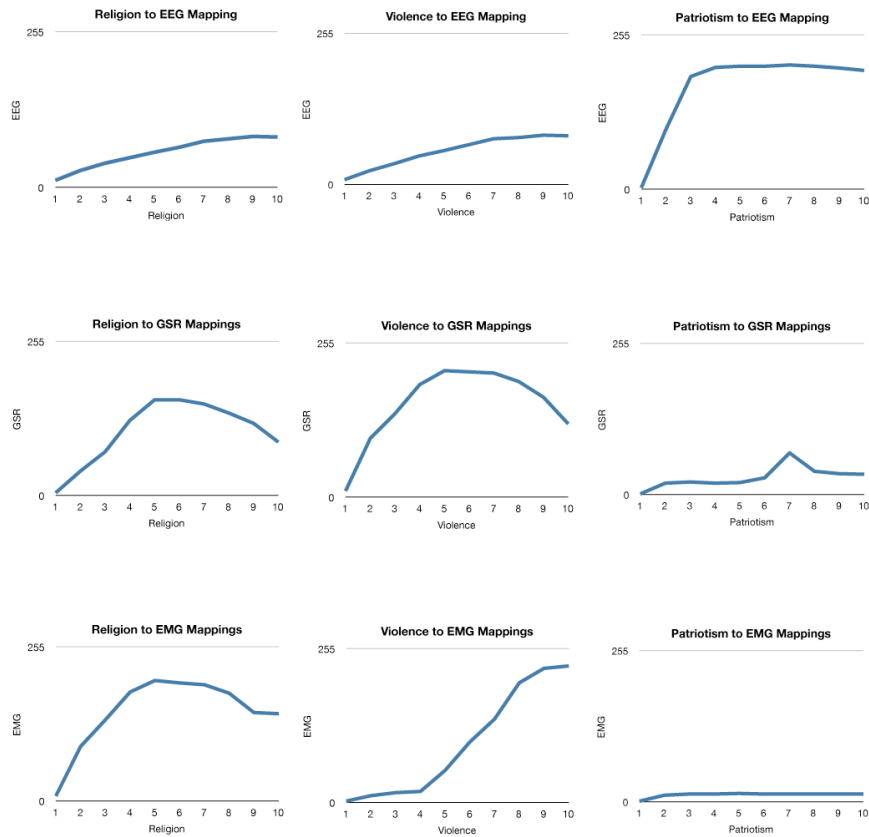 Religion to EEG Mapping
255
EEG
0
1 2 3 4 5 6 7 8 9 10
Religion
Violence to EEG Mapping
255
EEG
0
1 2 3 4 5 6 7 8 9 10
Violence
Patriotism to EEG Mapping
255
EEG
0
1 2 3 4 5 6 7 8 9 10
Patriotism
Religion to GSR Mappings
255
GSR
0
1 2 3 4 5 6 7 8 9 10
Religion
Violence to GSR Mappings
255
GSR
0
1 2 3 4 5 6 7 8 9 10
Violence
Patriotism to GSR Mappings
255
GSR
0
1 2 3 4 5 6 7 8 9 10
Patriotism
Religion to EMG Mappings
255
EMG
0
1 2 3 4 5 6 7 8 9 10
Religion
Violence to EMG Mappings
255
EMG
0
1 2 3 4 5 6 7 8 9 10
Violence
Patriotism to EMG Mappings
255
EMG
0
1 2 3 4 5 6 7 8 9 10
Patriotism